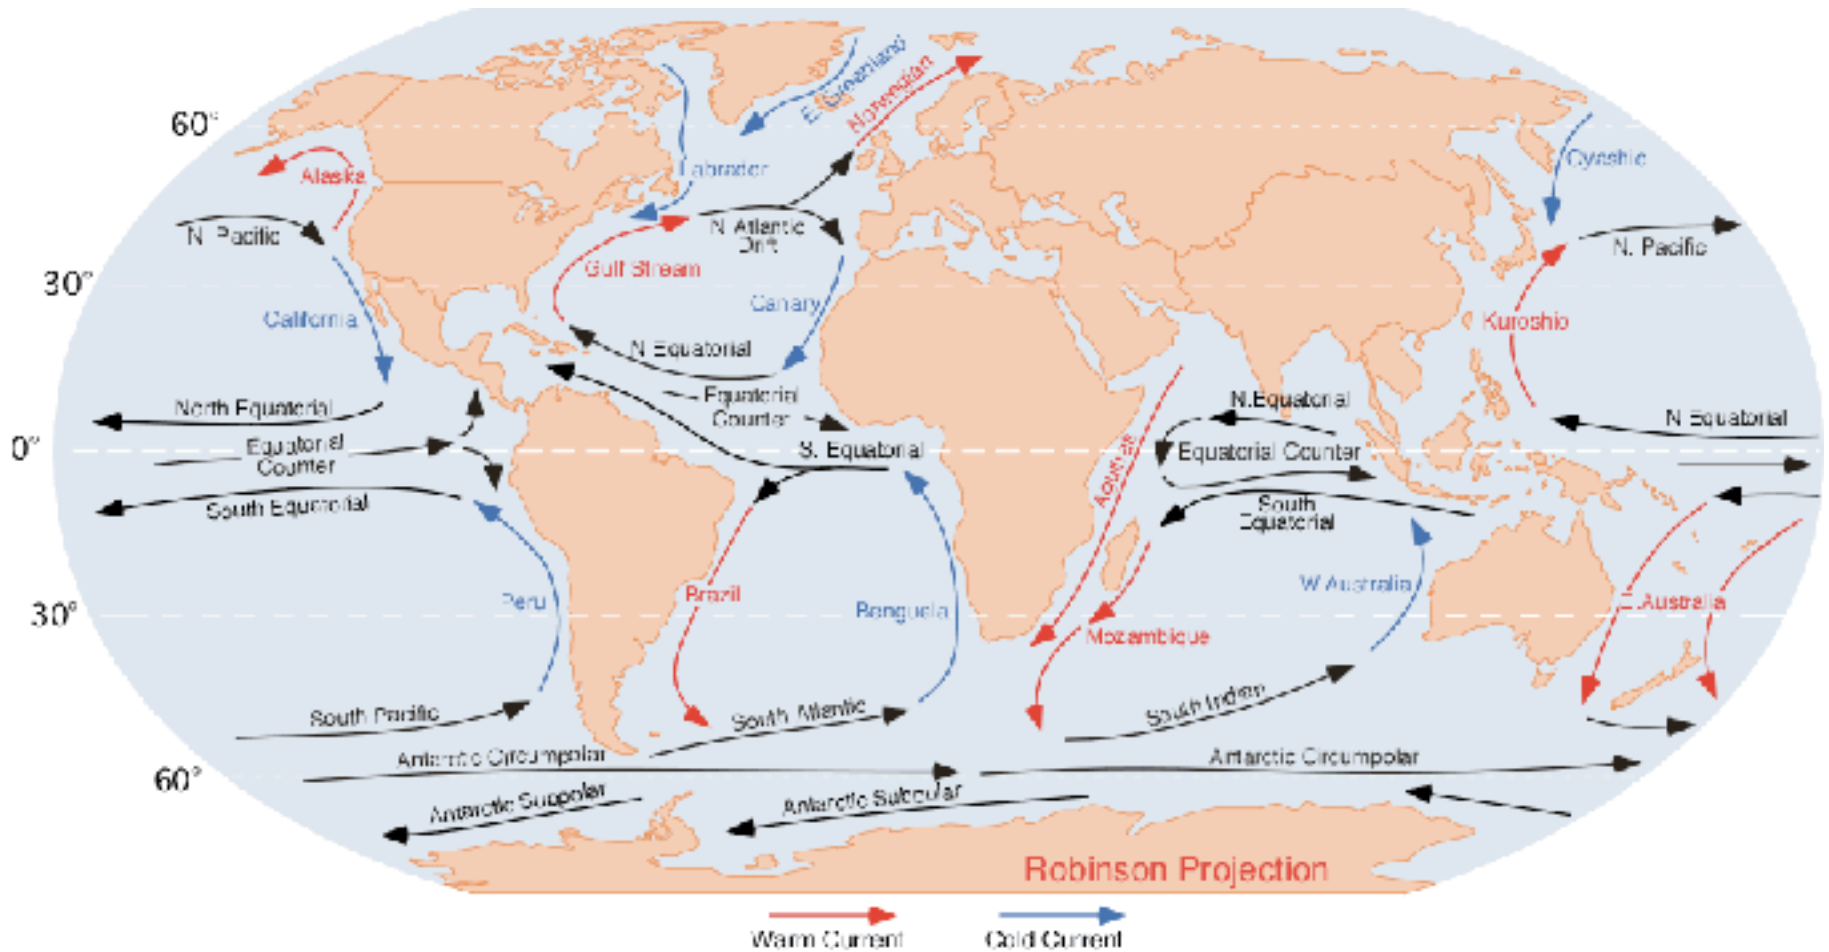 E. Greenland
Norwegian
60°
Labrador
Oyashio
Alaska
N. Pacific
N. Atlantic
Drift
N. Pacific
Gulf Stream
30°
Canary
California
Kuroshio
N Equatorial
Equatorial
Counter
North Equatorial
N.Equatorial
N Equatorial
0°
Equatorial
Counter
S. Equatorial
Equatorial Counter
South Equatorial
South
Equatorial
Peru
Brazil
Benguela
W Australia
E. Australia
30°
Mozambique
South Pacific
South Atlantic
South Indian
Antarctic Circumpolar
Antarctic Circumpolar
60°
Antarctic Subpolar
Antarctic Subpolar
Robinson Projection
Warm Current
Cold Current